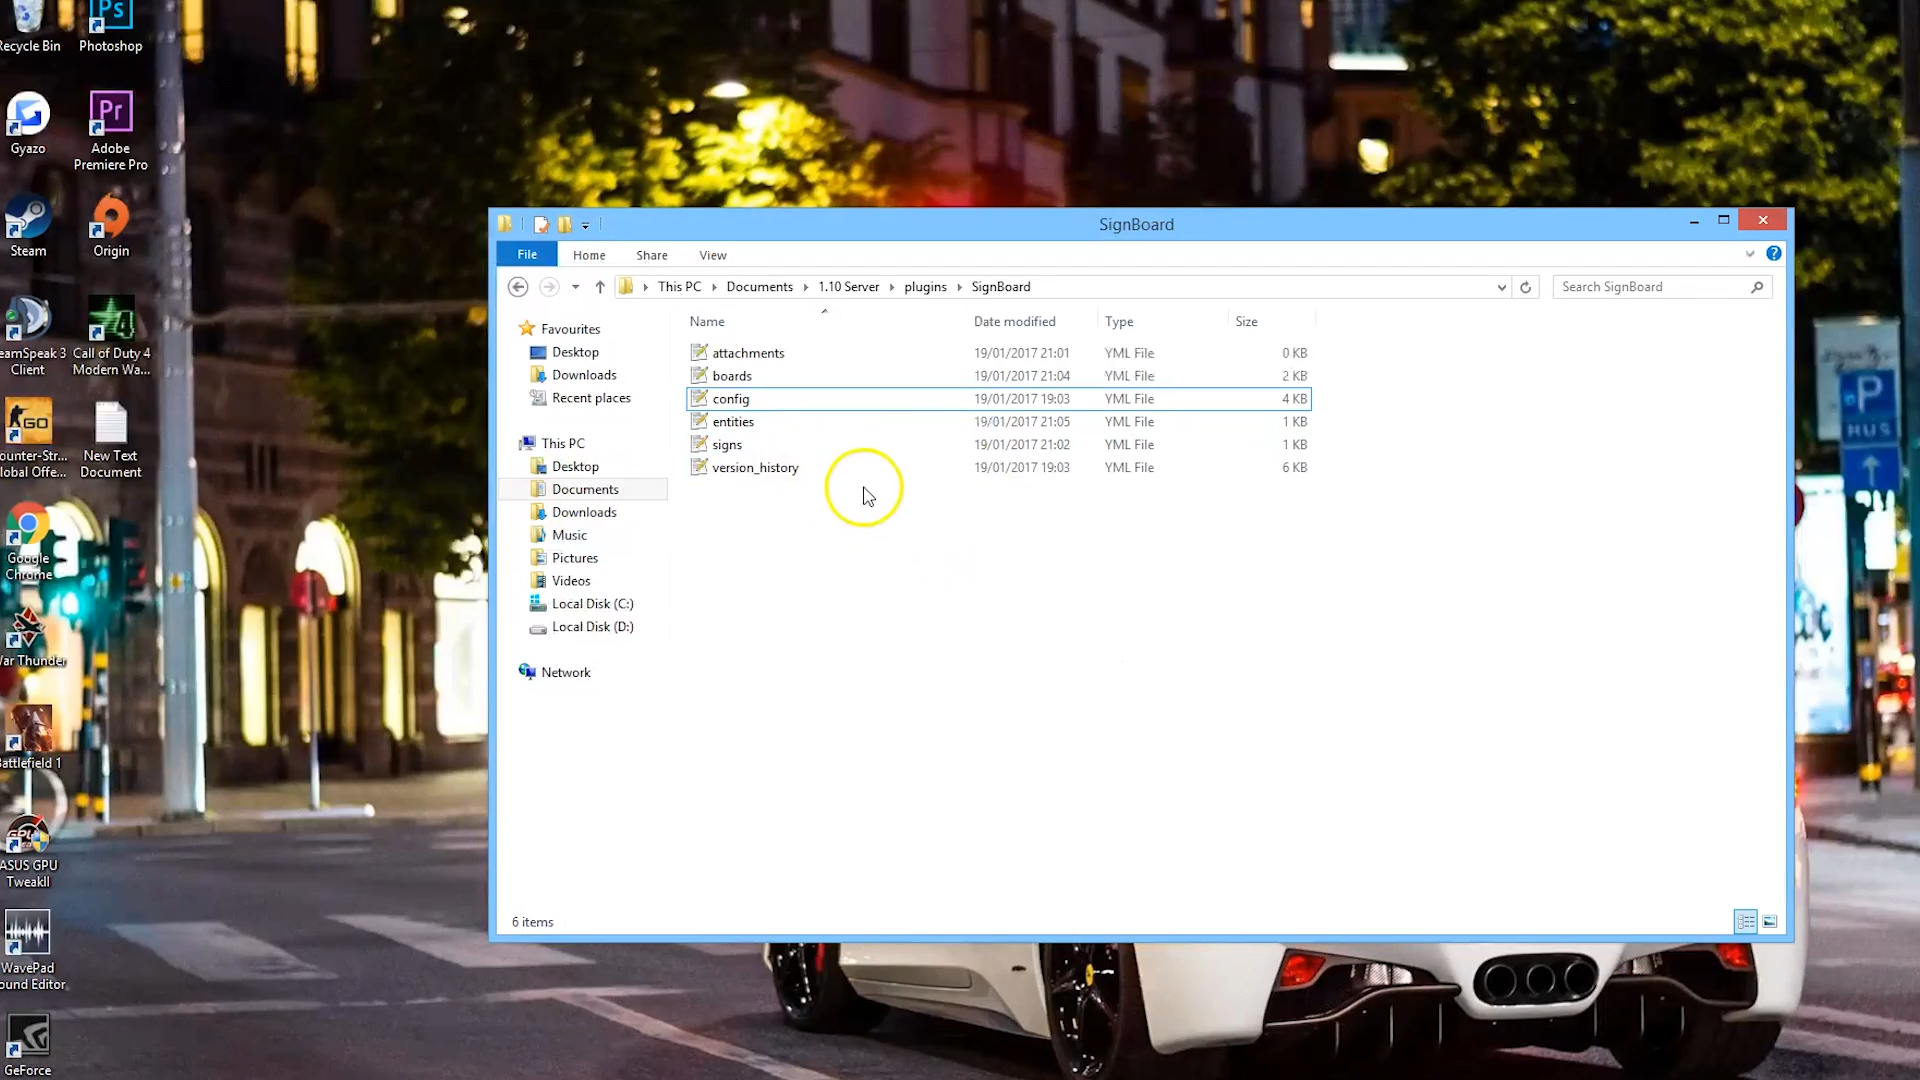 Recycle Bin
Ps
Photoshop
Gyazo
Pr
Adobe
Premiere Pro
Steam
Origin
eamSpeak 3
Client
Call of Duty 4
Modern Wa...
GO
ounter-Str...
lobal Offe...
New Text
Document
Google
Chrome
ar Thunder
attlefield 1
ASUS GPU
TweakII
WavePad
ound Editor
GeForce
SignBoard
File
Home
Share
View
This PC
Documents
1.10 Server
plugins
SignBoard
Search SignBoard
Name
Date modified
Type
Size
attachments 19/01/2017 21:01 YML File 0 KB
boards 19/01/2017 21:04 YML File 2 KB
config 19/01/2017 19:03 YML File 4 KB
entities 19/01/2017 21:05 YML File 1 KB
signs 19/01/2017 21:02 YML File 1 KB
version_history 19/01/2017 19:03 YML File 6 KB
Favourites
Desktop
Downloads
Recent places
This PC
Desktop
Documents
Downloads
Music
Pictures
Videos
Local Disk (C:)
Local Disk (D:)
Network
6 items
P
HUS